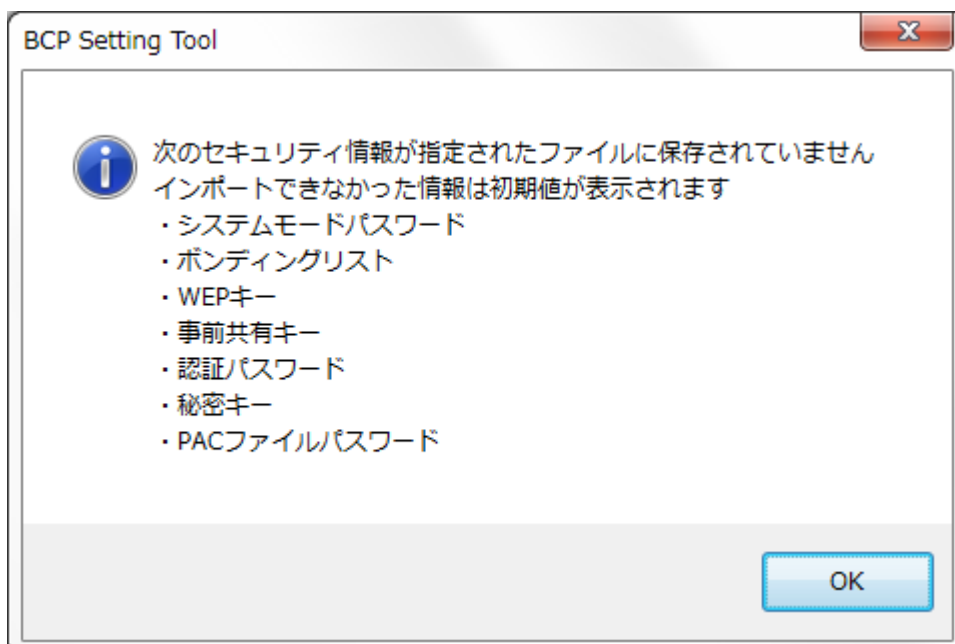 BCP Setting Tool
次のセキュリティ情報が指定されたファイルに保存されていません
インポートできなかった情報は初期値が表示されます
・システムモードパスワード
・ボンディングリスト
・WEPキー
・事前共有キー
・認証パスワード
・秘密キー
・PACファイルパスワード
OK